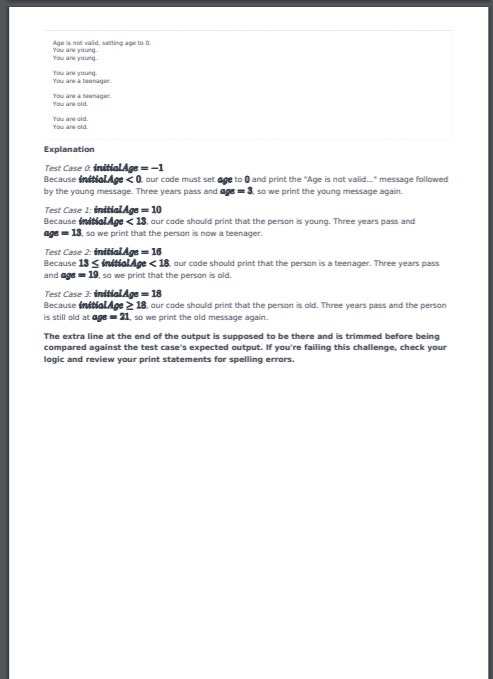 Age is not valid, setting age to 0.
You are young.
You are young.
You are young.
You are a teenager.
You are a teenager.
You are old.
You are old.
You are old.
Explanation
Test Case 0: initialAge = −1
Because initialAge < 0, our code must set age to 0 and print the "Age is not valid..." message followed
by the young message. Three years pass and age = 3, so we print the young message again.
Test Case 1: initialAge = 10
Because initialAge < 13, our code should print that the person is young. Three years pass and
age = 13, so we print that the person is now a teenager.
Test Case 2: initialAge = 16
Because 13 ≤ initialAge < 18, our code should print that the person is a teenager. Three years pass
and age = 19, so we print that the person is old.
Test Case 3: initialAge = 18
Because initialAge ≥ 18, our code should print that the person is old. Three years pass and the person
is still old at age = 21, so we print the old message again.
The extra line at the end of the output is supposed to be there and is trimmed before being
compared against the test case's expected output. If you're failing this challenge, check your
logic and review your print statements for spelling errors.